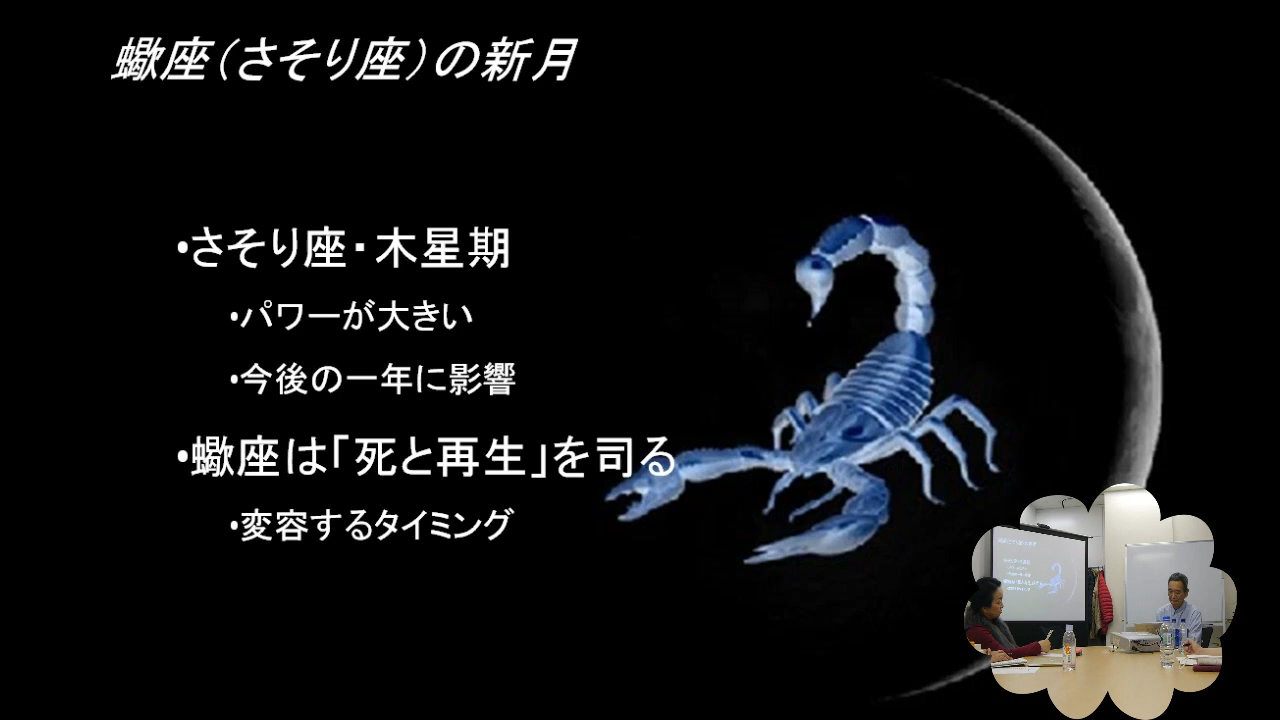 蠍座(さそり座)の新月
•さそり座・木星期
•パワーが大きい
•今後の一年に影響
•蠍座は「死と再生」を司る
•変容するタイミング